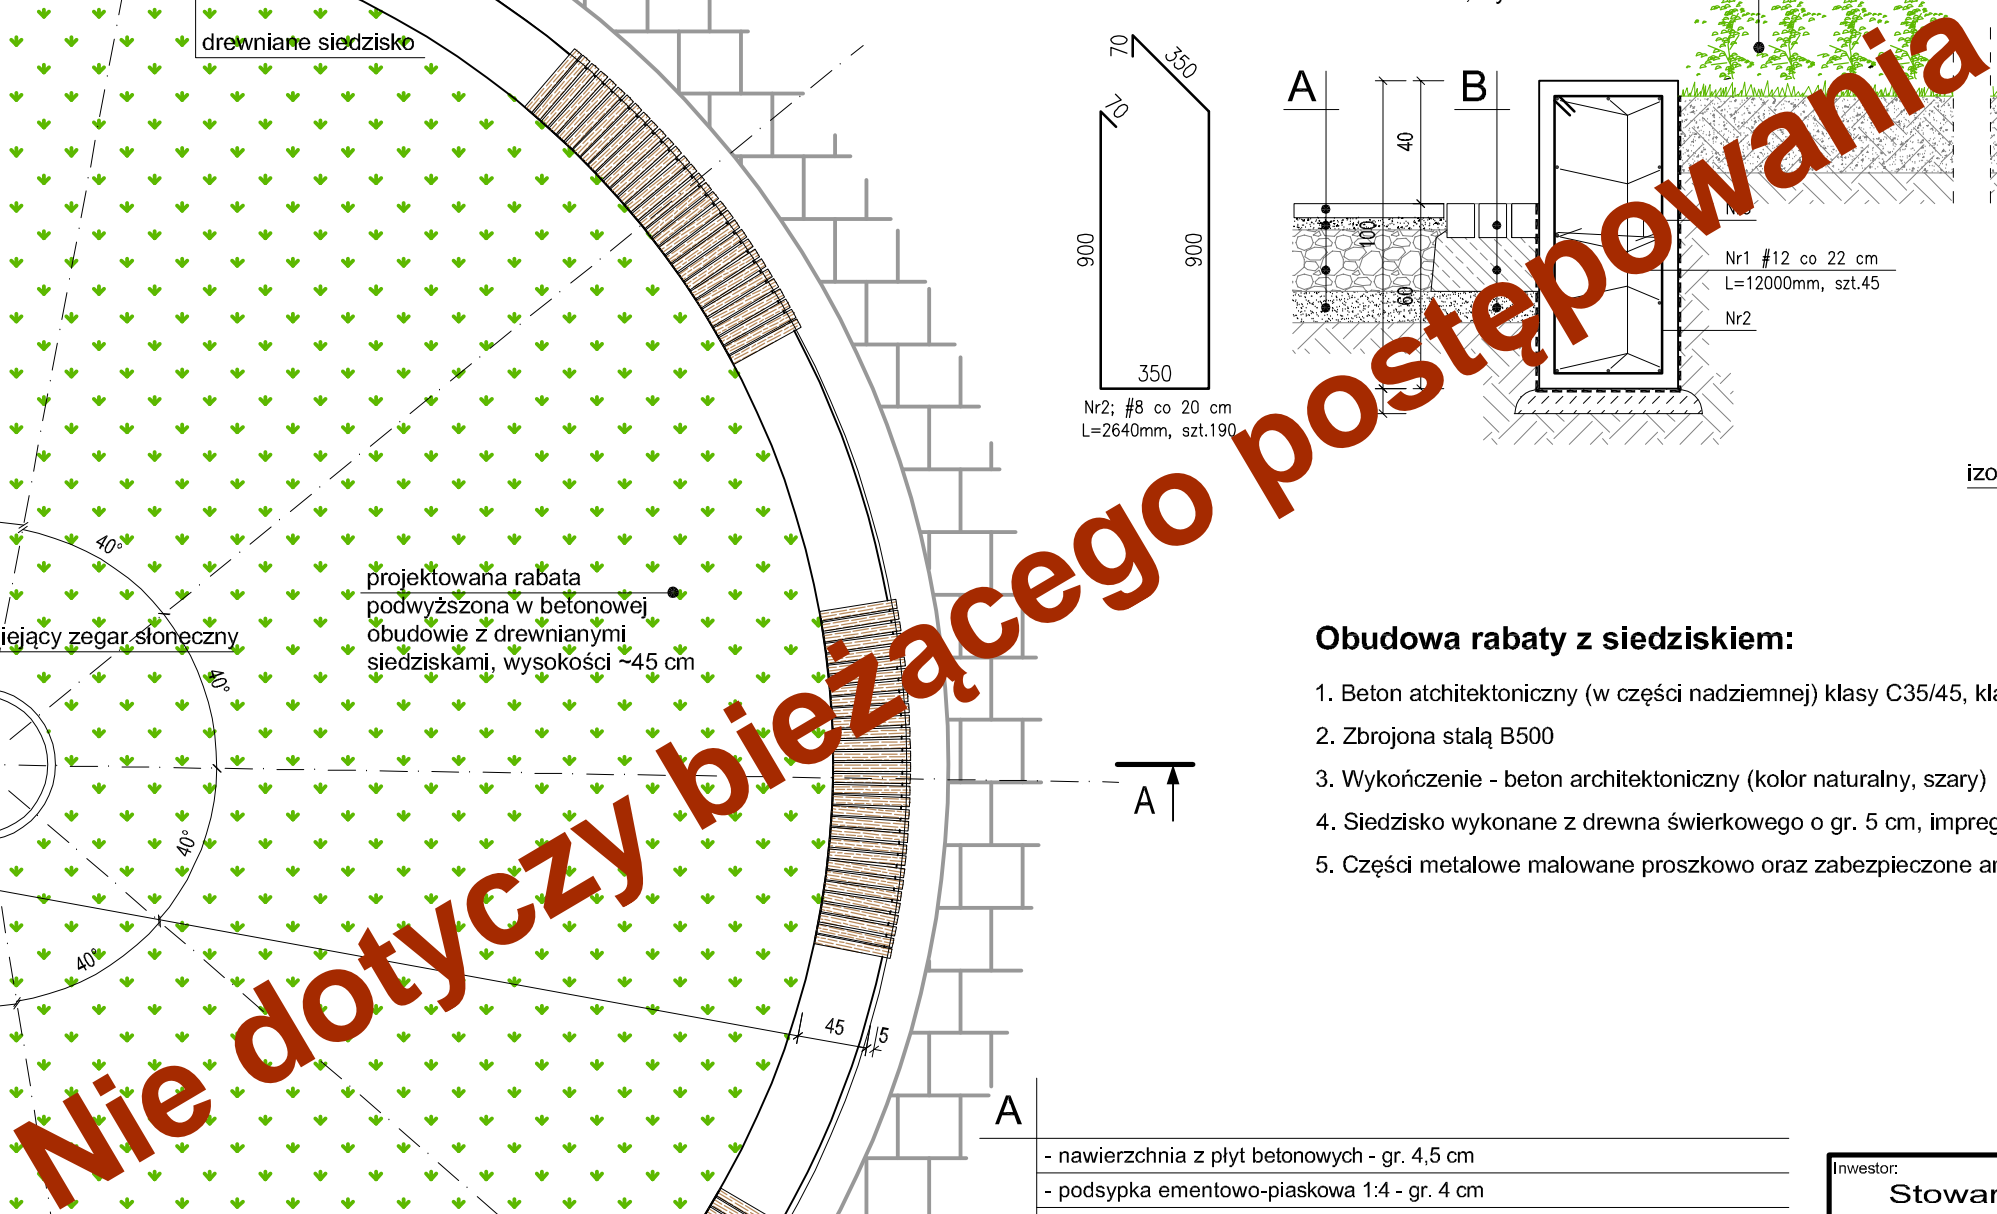 drewniane siedzisko
40°
iejący zegar słoneczny
40°
40°
40°
projektowana rabata
podwyższona w betonowej
obudowie z drewnianymi
siedziskami, wysokości ~45 cm
45
5
A
70
350
70
900
900
350
Nr2; #8 co 20 cm
L=2640mm, szt.190
A
B
40
100
60
Nr1 #12 co 22 cm
L=12000mm, szt.45
Nr2
izo
Nie dotyczy bieżącego postępowania
Obudowa rabaty z siedziskiem:
1. Beton atchitektoniczny (w części nadziemnej) klasy C35/45, kla
2. Zbrojona stalą B500
3. Wykończenie - beton architektoniczny (kolor naturalny, szary)
4. Siedzisko wykonane z drewna świerkowego o gr. 5 cm, impreg
5. Części metalowe malowane proszkowo oraz zabezpieczone an
A
- nawierzchnia z płyt betonowych - gr. 4,5 cm
- podsypka ementowo-piaskowa 1:4 - gr. 4 cm
Inwestor:
Stowar